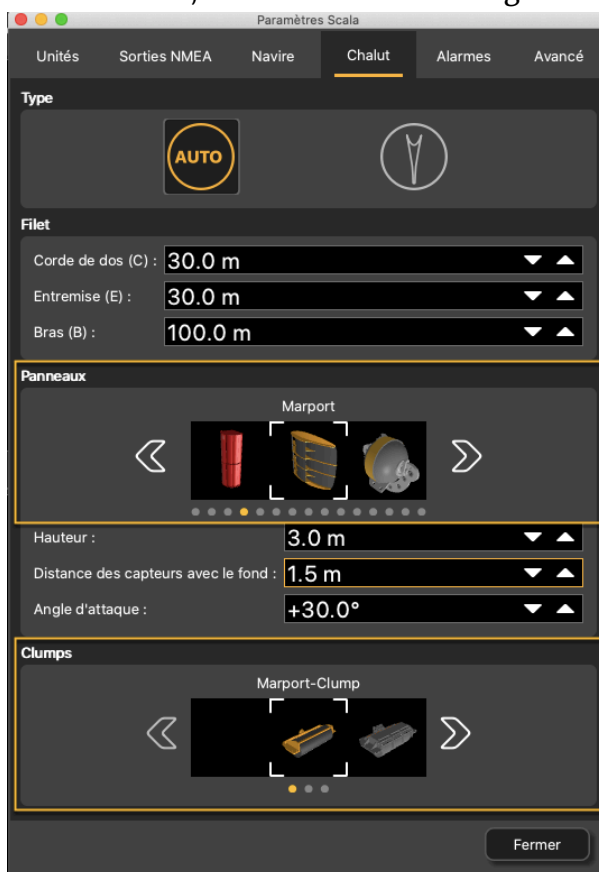 Paramètres Scala
Unités Sorties NMEA Navire Chalut Alarmes Avancé
Type
AUTO
Filet
Corde de dos (C) : 30.0 m
Entremise (E) : 30.0 m
Bras (B) : 100.0 m
Panneaux
Marport
Hauteur : 3.0 m
Distance des capteurs avec le fond : 1.5 m
Angle d'attaque : +30.0°
Clumps
Marport-Clump
Fermer